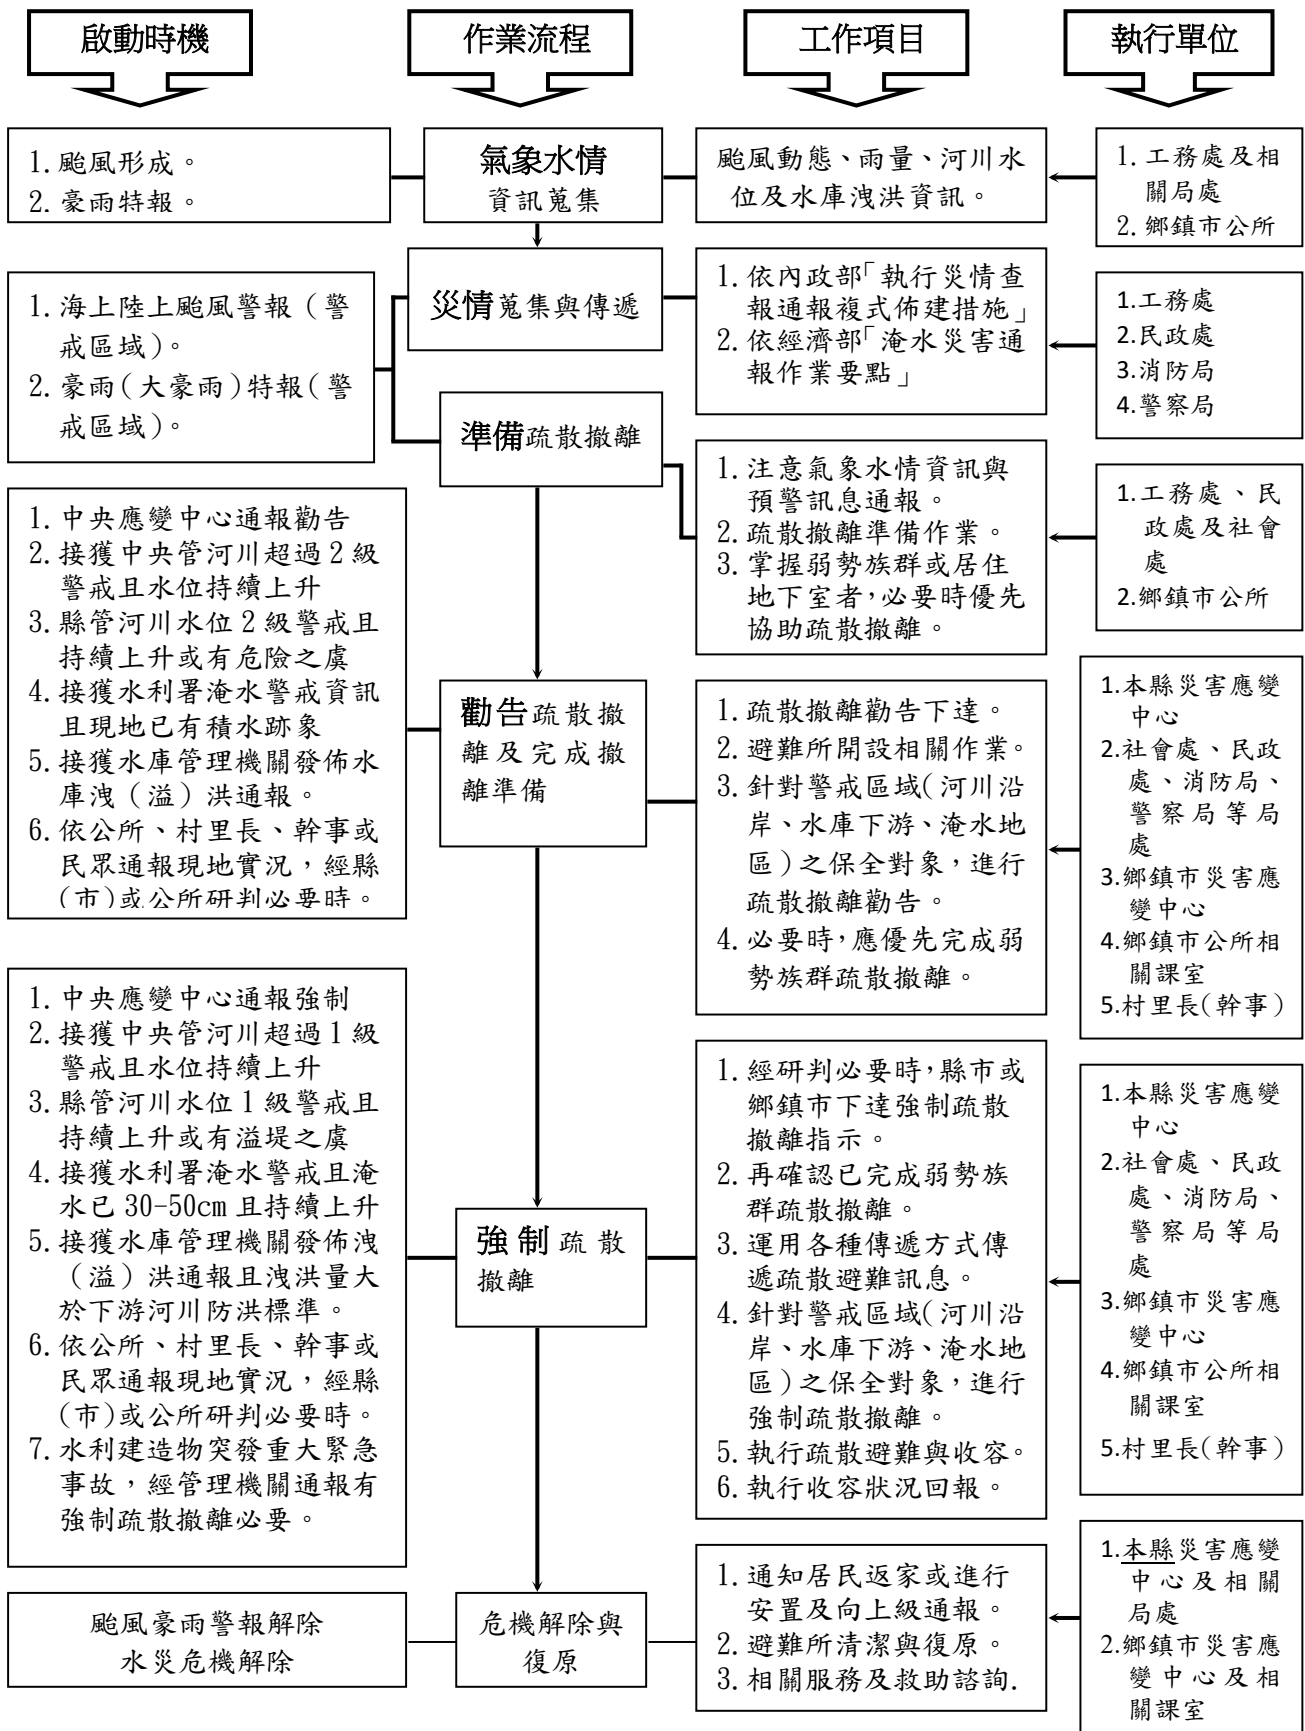 啟動時機
作業流程
工作項目
執行單位
1.颱風形成。
2.豪雨特報。
氣象水情
資訊蒐集
颱風動態、雨量、河川水
位及水庫洩洪資訊。
1.工務處及相
關局處
2.鄉鎮市公所
1.海上陸上颱風警報（警
戒區域）。
2.豪雨(大豪雨)特報(警
戒區域)。
災情蒐集與傳遞
1.依內政部「執行災情查
報通報複式佈建措施」
2.依經濟部「淹水災害通
報作業要點」
1.工務處
2.民政處
3.消防局
4.警察局
準備疏散撤離
1.注意氣象水情資訊與
預警訊息通報。
2.疏散撤離準備作業。
3.掌握弱勢族群或居住
地下室者,必要時優先
協助疏散撤離。
1.工務處、民
政處及社會
處
2.鄉鎮市公所
1.中央應變中心通報勸告
2.接獲中央管河川超過2級
警戒且水位持續上升
3.縣管河川水位2級警戒且
持續上升或有危險之虞
4.接獲水利署淹水警戒資訊
且現地已有積水跡象
5.接獲水庫管理機關發佈水
庫洩（溢）洪通報。
6.依公所、村里長、幹事或
民眾通報現地實況，經縣
(市)或公所研判必要時。
勸告疏散撤
離及完成撤
離準備
1.疏散撤離勸告下達。
2.避難所開設相關作業。
3.針對警戒區域(河川沿
岸、水庫下游、淹水地
區)之保全對象，進行
疏散撤離勸告。
4.必要時,應優先完成弱
勢族群疏散撤離。
1.本縣災害應變
中心
2.社會處、民政
處、消防局、
警察局等局
處
3.鄉鎮市災害應
變中心
4.鄉鎮市公所相
關課室
5.村里長(幹事)
1.中央應變中心通報強制
2.接獲中央管河川超過1級
警戒且水位持續上升
3.縣管河川水位1級警戒且
持續上升或有溢堤之虞
4.接獲水利署淹水警戒且淹
水已30-50cm且持續上升
5.接獲水庫管理機關發佈洩
（溢）洪通報且洩洪量大
於下游河川防洪標準。
6.依公所、村里長、幹事或
民眾通報現地實況，經縣
(市)或公所研判必要時。
7.水利建造物突發重大緊急
事故，經管理機關通報有
強制疏散撤離必要。
強制疏散
撤離
1.經研判必要時,縣市或
鄉鎮市下達強制疏散
撤離指示。
2.再確認已完成弱勢族
群疏散撤離。
3.運用各種傳遞方式傳
遞疏散避難訊息。
4.針對警戒區域(河川沿
岸、水庫下游、淹水地
區)之保全對象，進行
強制疏散撤離。
5.執行疏散避難與收容。
6.執行收容狀況回報。
1.本縣災害應變
中心
2.社會處、民政
處、消防局、
警察局等局
處
3.鄉鎮市災害應
變中心
4.鄉鎮市公所相
關課室
5.村里長(幹事)
颱風豪雨警報解除
水災危機解除
危機解除與
復原
1.通知居民返家或進行
安置及向上級通報。
2.避難所清潔與復原。
3.相關服務及救助諮詢.
1.本縣災害應變
中心及相關
局處
2.鄉鎮市災害應
變中心及相
關課室